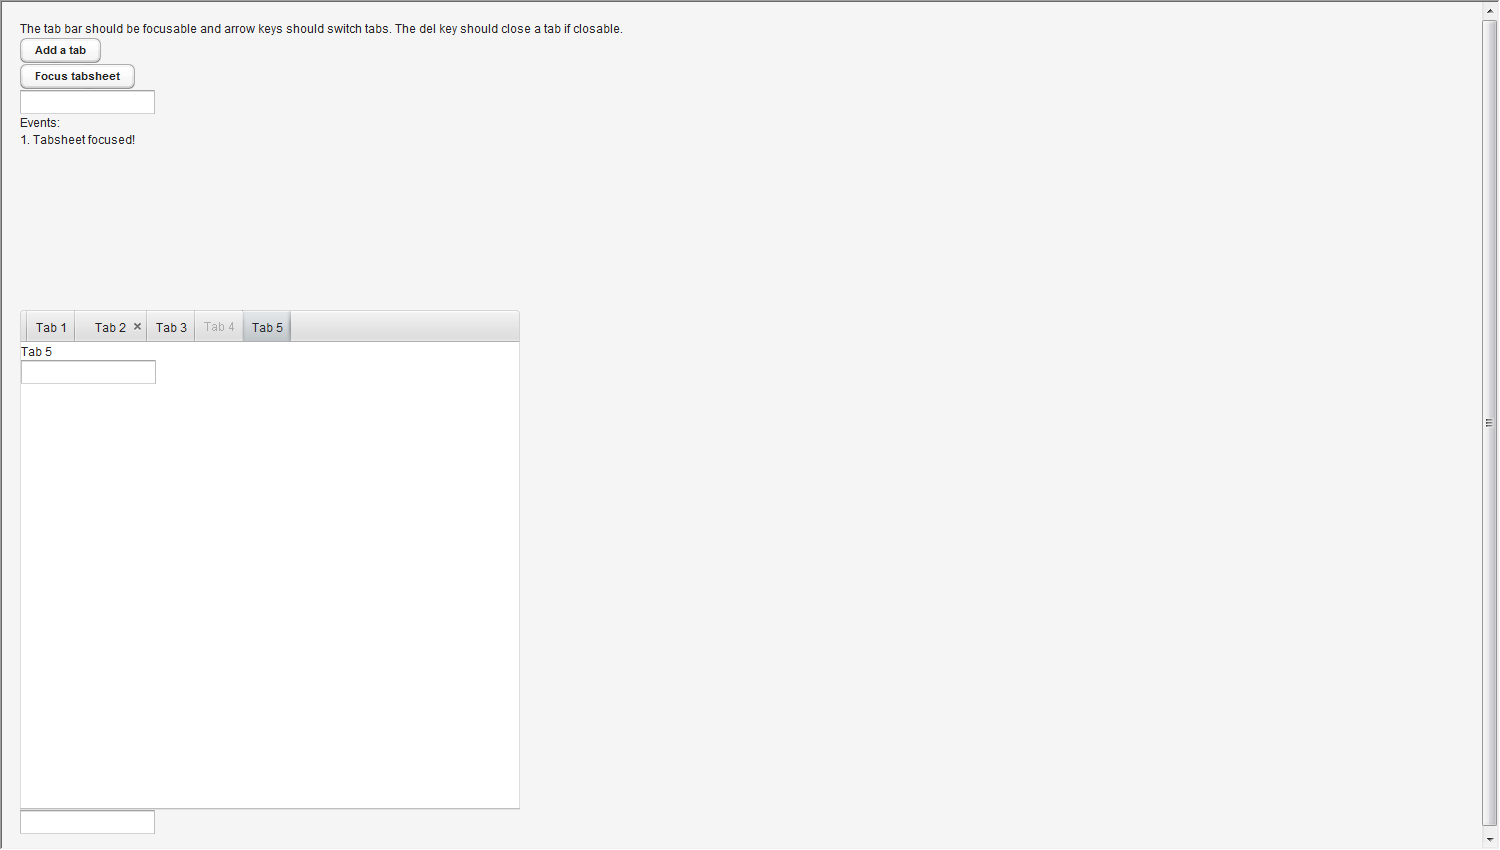 The tab bar should be focusable and arrow keys should switch tabs. The del key should close a tab if closable.
Add a tab
Focus tabsheet
Events:
1. Tabsheet focused!
Tab 1 Tab 2 × Tab 3 Tab 4 Tab 5
Tab 5